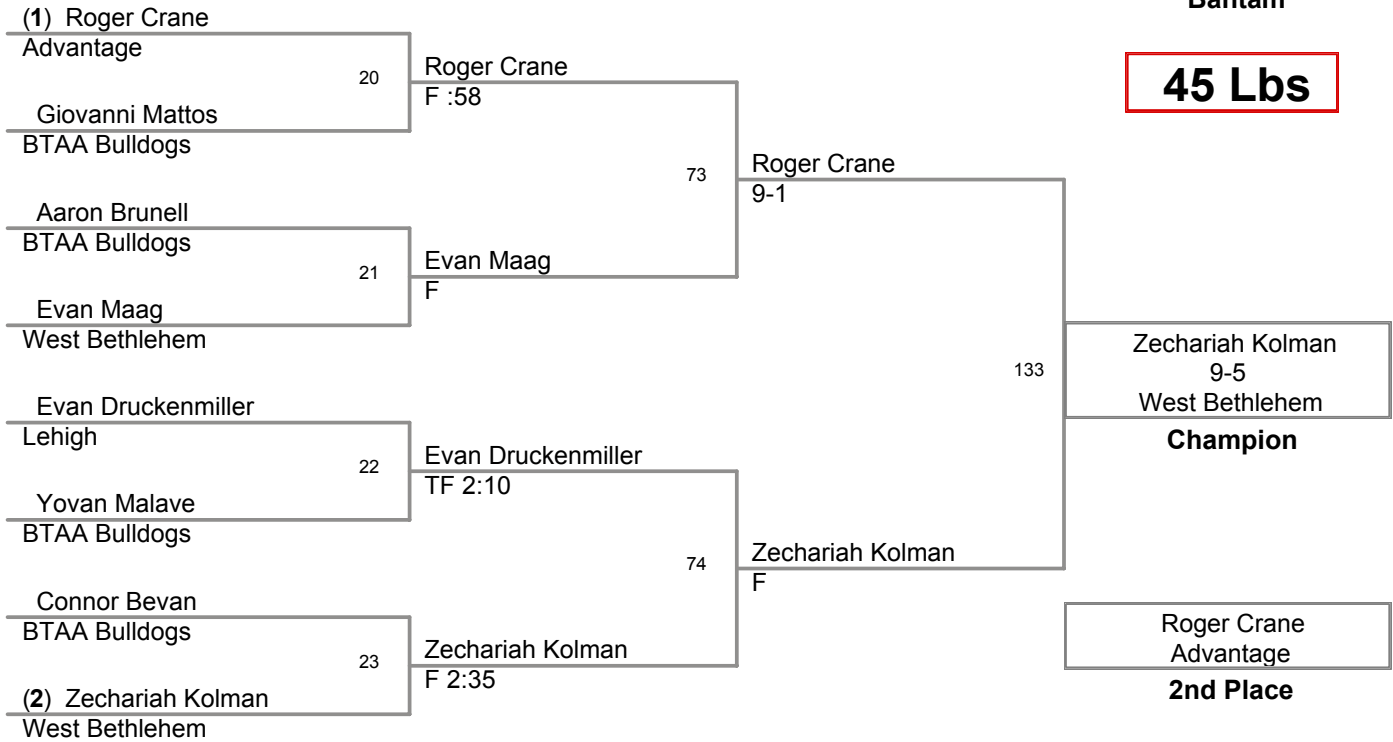 Bantam
45 Lbs
(1) Roger Crane
Advantage
20
Giovanni Mattos
BTAA Bulldogs
Roger Crane
F :58
Aaron Brunell
BTAA Bulldogs
21
Evan Maag
West Bethlehem
Evan Maag
F
73
Roger Crane
9-1
Evan Druckenmiller
Lehigh
22
Yovan Malave
BTAA Bulldogs
Evan Druckenmiller
TF 2:10
Connor Bevan
BTAA Bulldogs
23
(2) Zechariah Kolman
West Bethlehem
Zechariah Kolman
F 2:35
74
Zechariah Kolman
F
133
Zechariah Kolman
9-5
West Bethlehem
Champion
Roger Crane
Advantage
2nd Place